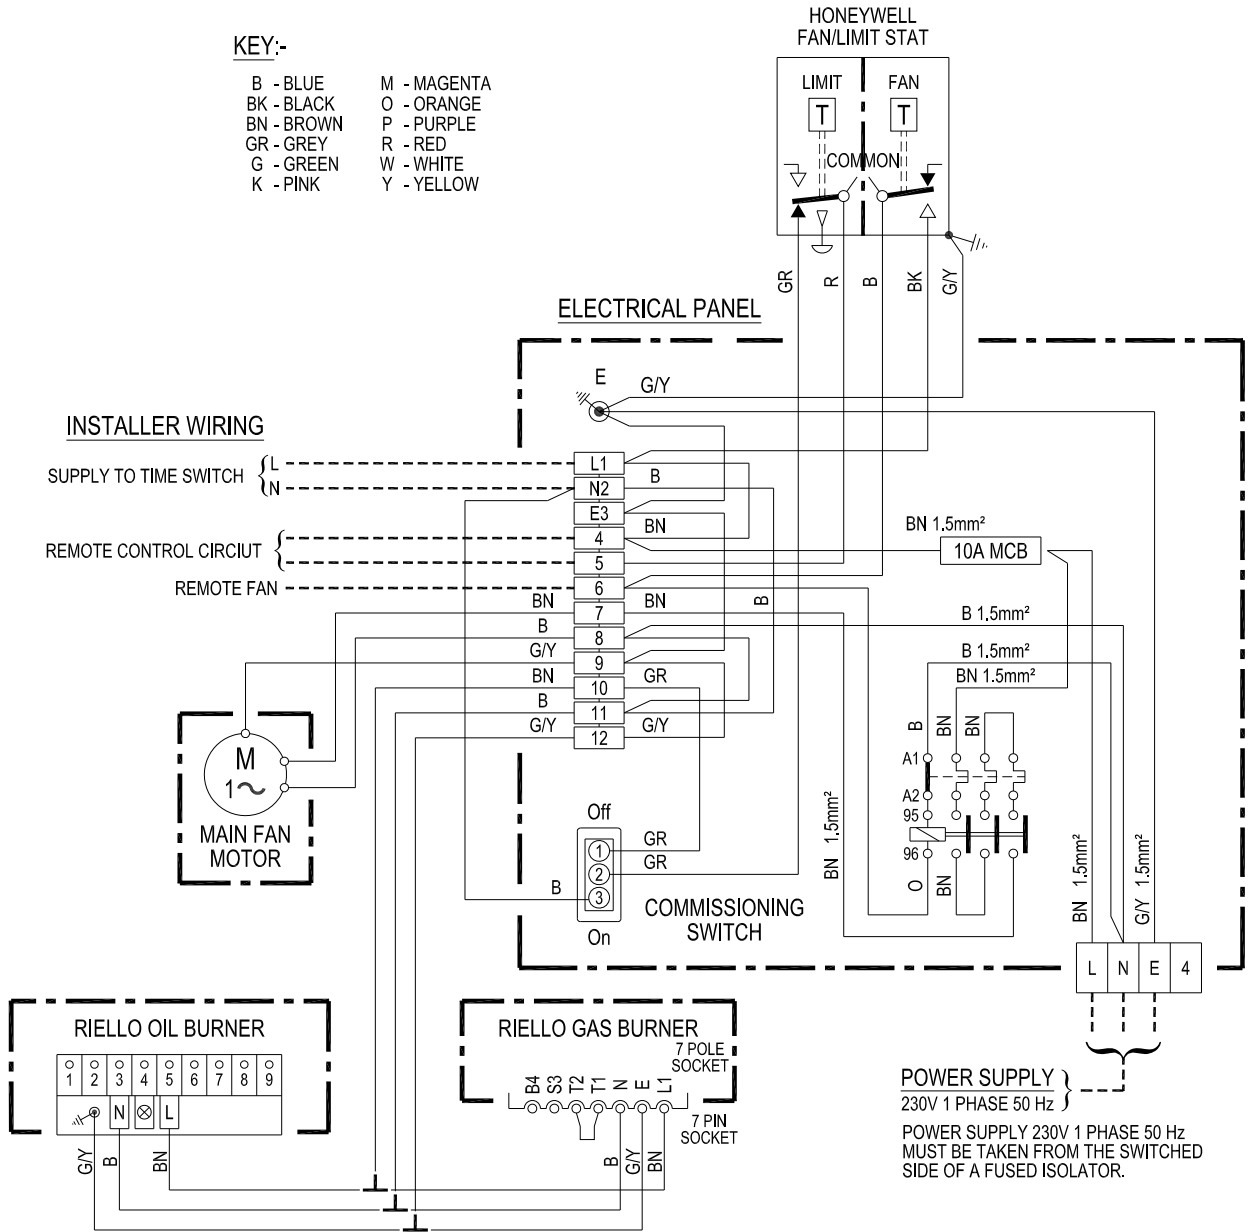 HONEYWELL
FAN/LIMIT STAT
KEY:-
B - BLUE
BK - BLACK
BN - BROWN
GR - GREY
G - GREEN
K - PINK
M - MAGENTA
O - ORANGE
P - PURPLE
R - RED
W - WHITE
Y - YELLOW
LIMIT
FAN
T
T
COMMON
GR
R
B
BK
G/Y
ELECTRICAL PANEL
E
G/Y
INSTALLER WIRING
SUPPLY TO TIME SWITCH
L
N
REMOTE CONTROL CIRCIUT
REMOTE FAN
L1
N2
E3
4
5
6
7
8
9
10
11
12
B
BN
BN
B
GR
G/Y
BN
B
G/Y
BN
B
G/Y
BN 1.5mm²
10A MCB
B 1.5mm²
B 1.5mm²
BN 1.5mm²
B
BN
BN
A1
A2
95
96
O
BN
BN 1.5mm²
BN 1.5mm²
G/Y 1.5mm²
M
1~
MAIN FAN
MOTOR
Off
1
2
3
On
GR
GR
B
COMMISSIONING
SWITCH
L N E 4
RIELLO OIL BURNER
1 2 3 4 5 6 7 8 9
N L
G/Y
B
BN
RIELLO GAS BURNER
7 POLE
SOCKET
B4 S3 T2 T1 N E L1
7 PIN
SOCKET
B
G/Y
BN
POWER SUPPLY
230V 1 PHASE 50 Hz
POWER SUPPLY 230V 1 PHASE 50 Hz
MUST BE TAKEN FROM THE SWITCHED
SIDE OF A FUSED ISOLATOR.